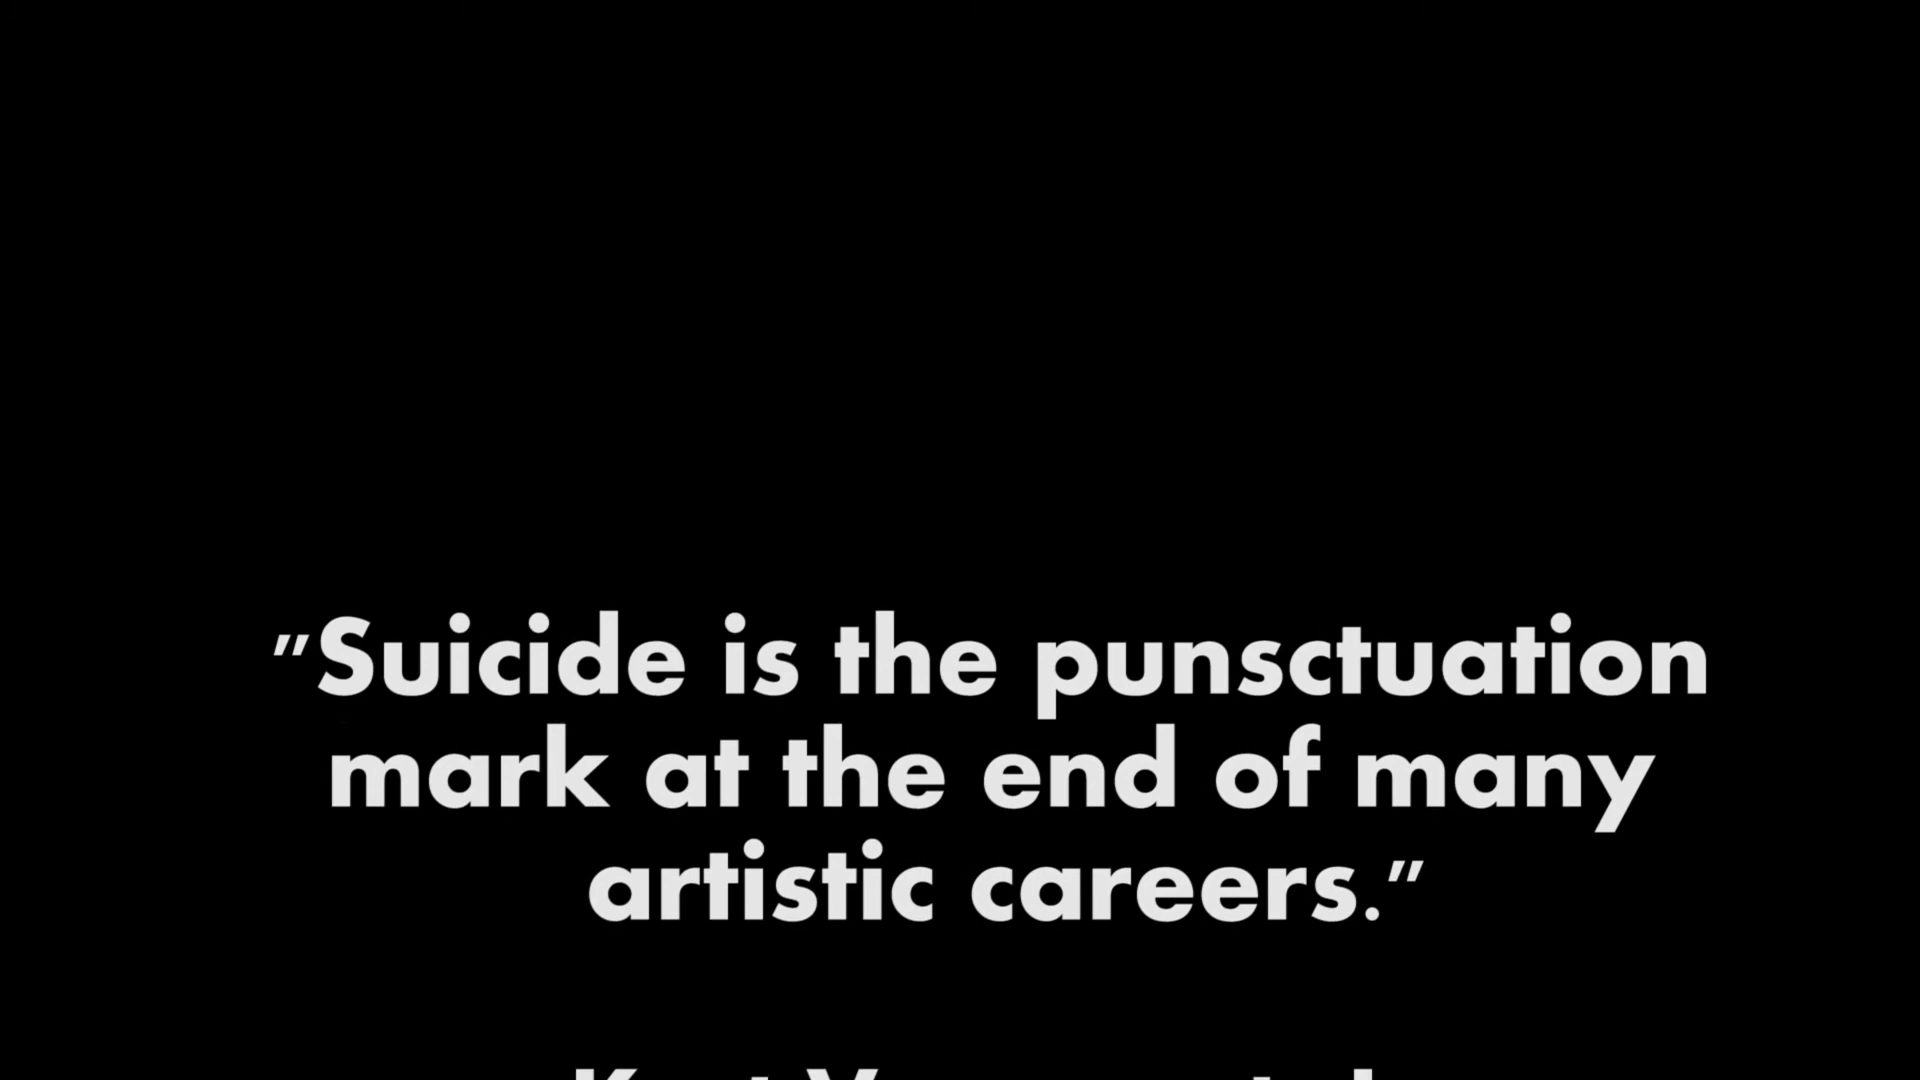 "Suicide is the punsctuation
mark at the end of many
artistic careers."